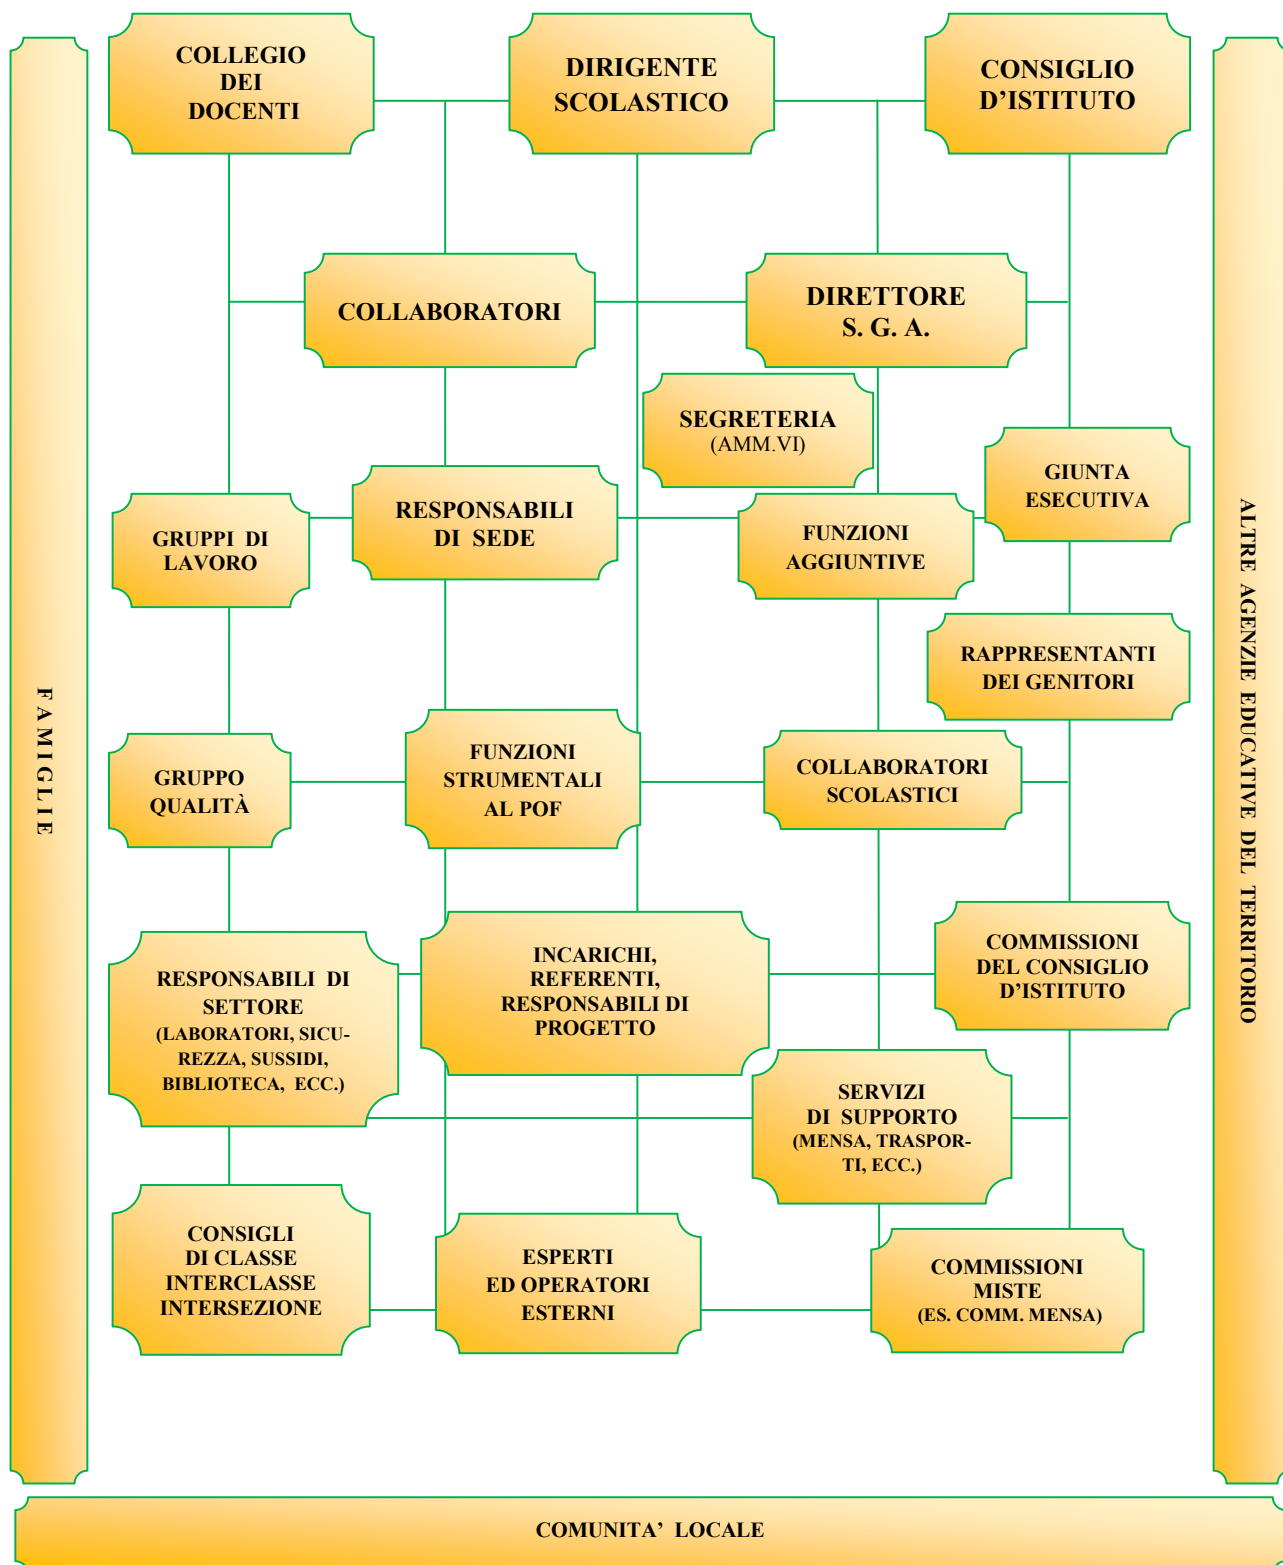 COLLEGIO
DEI
DOCENTI
DIRIGENTE
SCOLASTICO
CONSIGLIO
D’ISTITUTO
COLLABORATORI
DIRETTORE
S. G. A.
SEGRETERIA
(AMM.VI)
GIUNTA
ESECUTIVA
GRUPPI DI
LAVORO
RESPONSABILI
DI SEDE
FUNZIONI
AGGIUNTIVE
RAPPRESENTANTI
DEI GENITORI
GRUPPO
QUALITÀ
FUNZIONI
STRUMENTALI
AL POF
COLLABORATORI
SCOLASTICI
RESPONSABILI DI
SETTORE
(LABORATORI, SICU-
REZZA, SUSSIDI,
BIBLIOTECA, ECC.)
INCARICHI,
REFERENTI,
RESPONSABILI DI
PROGETTO
COMMISSIONI
DEL CONSIGLIO
D’ISTITUTO
SERVIZI
DI SUPPORTO
(MENSA, TRASPOR-
TI, ECC.)
CONSIGLI
DI CLASSE
INTERCLASSE
INTERSEZIONE
ESPERTI
ED OPERATORI
ESTERNI
COMMISSIONI
MISTE
(ES. COMM. MENSA)
F A M I G L I E
ALTRE AGENZIE EDUCATIVE DEL TERRITORIO
COMUNITA’ LOCALE